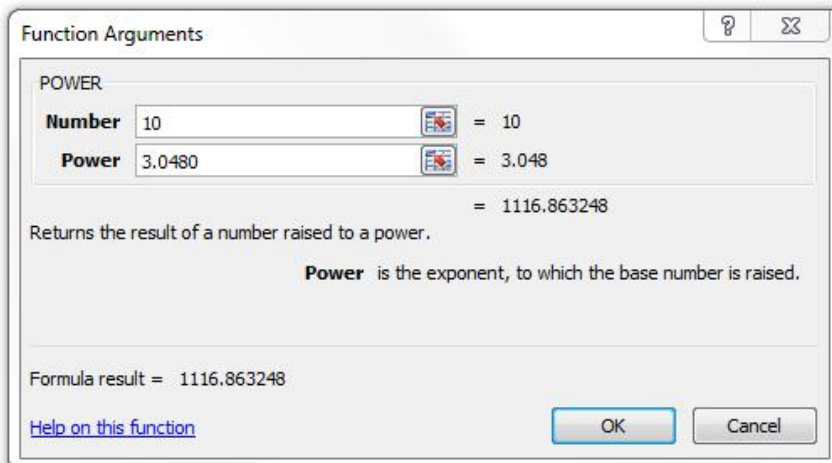 Function Arguments
POWER
Number 10 = 10
Power 3.0480 = 3.048
= 1116.863248
Returns the result of a number raised to a power.
Power is the exponent, to which the base number is raised.
Formula result = 1116.863248
Help on this function OK Cancel